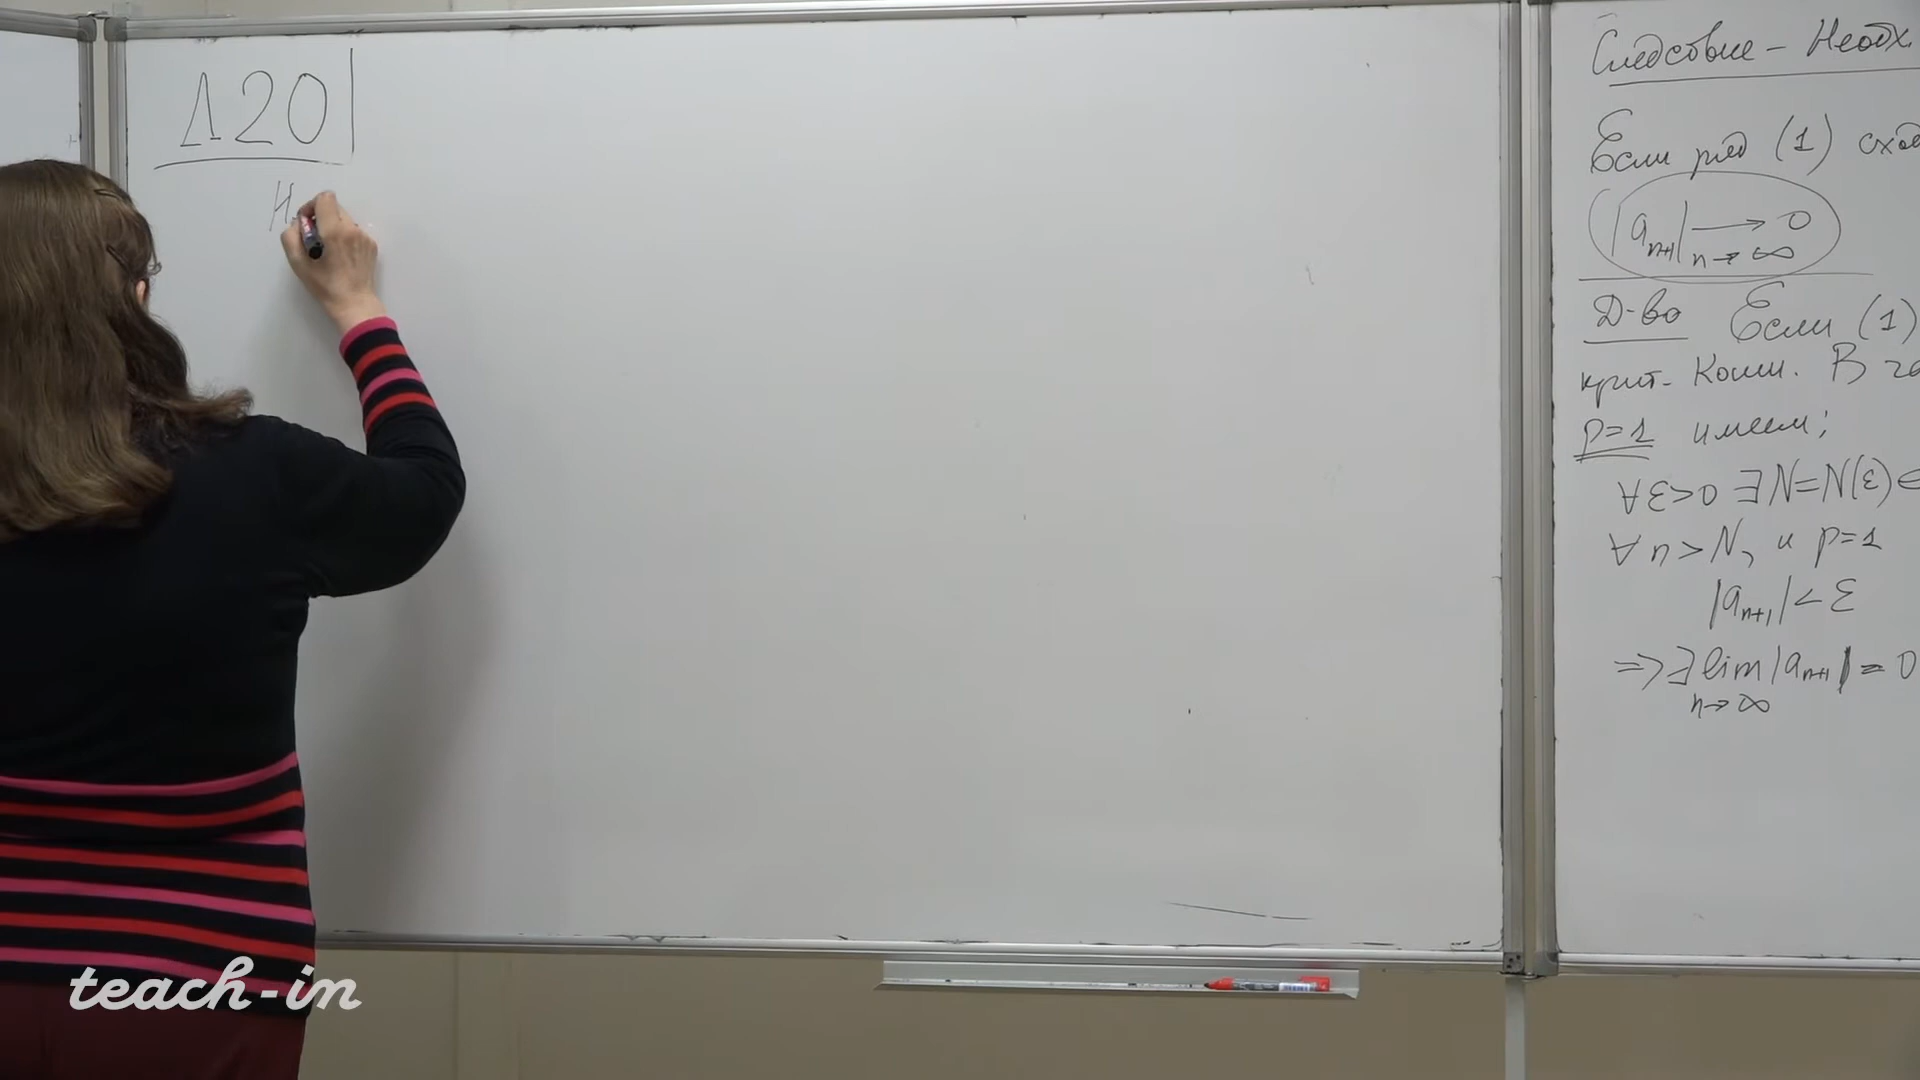 Л20
Н
Следствие - Необх.
Если ряд (1) сход
|aₙ₊₁| → 0
n→∞
Д-во Если (1)
крит. Коши. В ча
p=1 имеем;
∀ε>0 ∃N=N(ε)∈
∀n>N, и p=1
|aₙ₊₁|<ε
=>∃ lim |aₙ₊₁| = 0
n→∞
teach-in